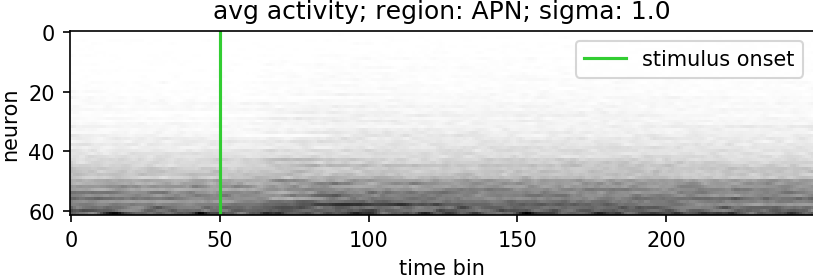 avg activity; region: APN; sigma: 1.0
stimulus onset
neuron
0
20
40
60
0 50 100 150 200
time bin